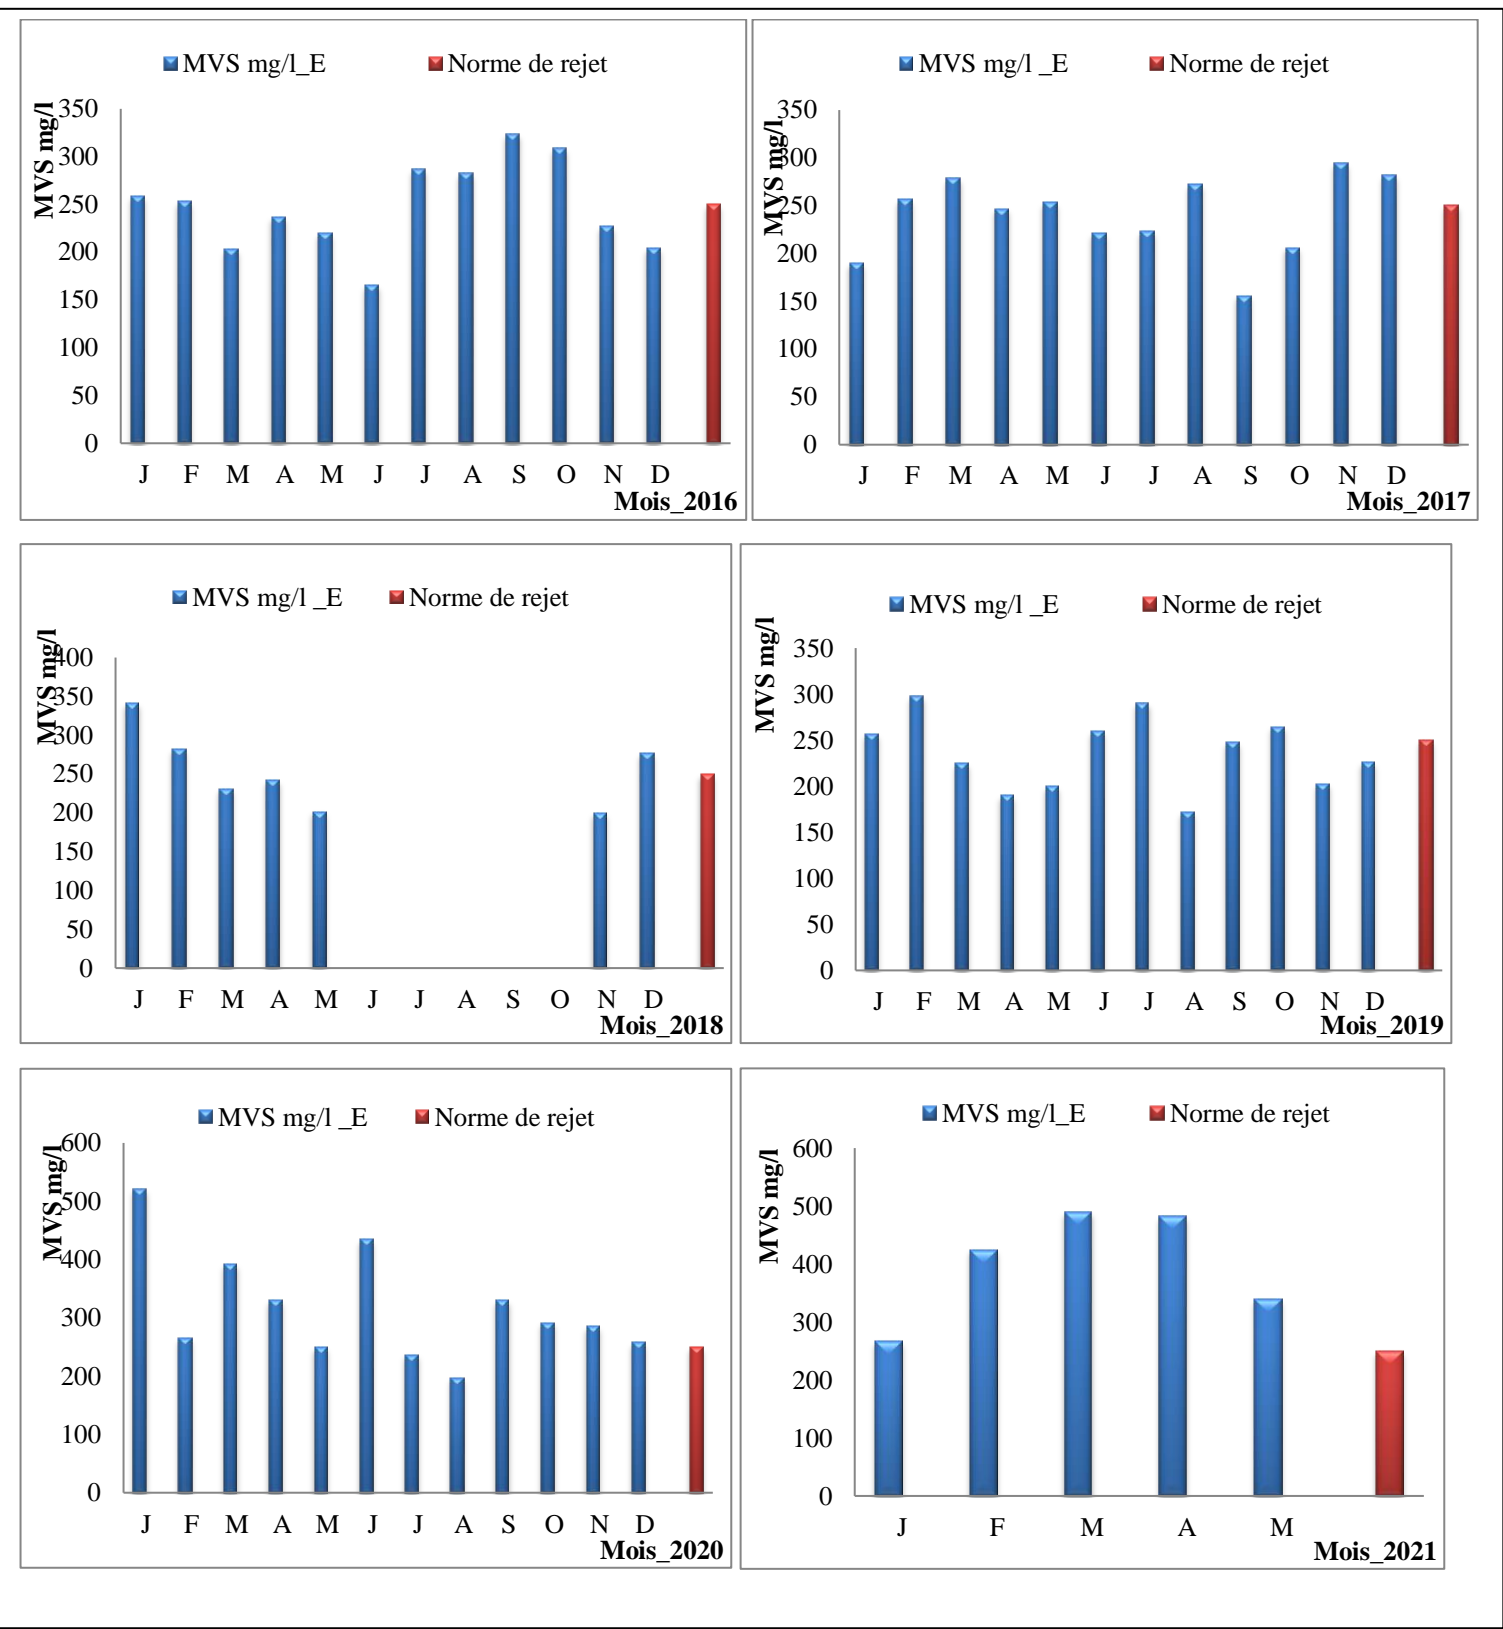 MVS mg/l_E Norme de rejet
MVS mg/l
350
300
250
200
150
100
50
0
J F M A M J J A S O N D
Mois_2016
MVS mg/l _E Norme de rejet
MVS mg/l
350
300
250
200
150
100
50
0
J F M A M J J A S O N D
Mois_2017
MVS mg/l _E Norme de rejet
MVS mg/l
400
350
300
250
200
150
100
50
0
J F M A M J J A S O N D
Mois_2018
MVS mg/l _E Norme de rejet
MVS mg/l
350
300
250
200
150
100
50
0
J F M A M J J A S O N D
Mois_2019
MVS mg/l _E Norme de rejet
MVS mg/l
600
500
400
300
200
100
0
J F M A M J J A S O N D
Mois_2020
MVS mg/l_E Norme de rejet
MVS mg/l
600
500
400
300
200
100
0
J F M A M
Mois_2021